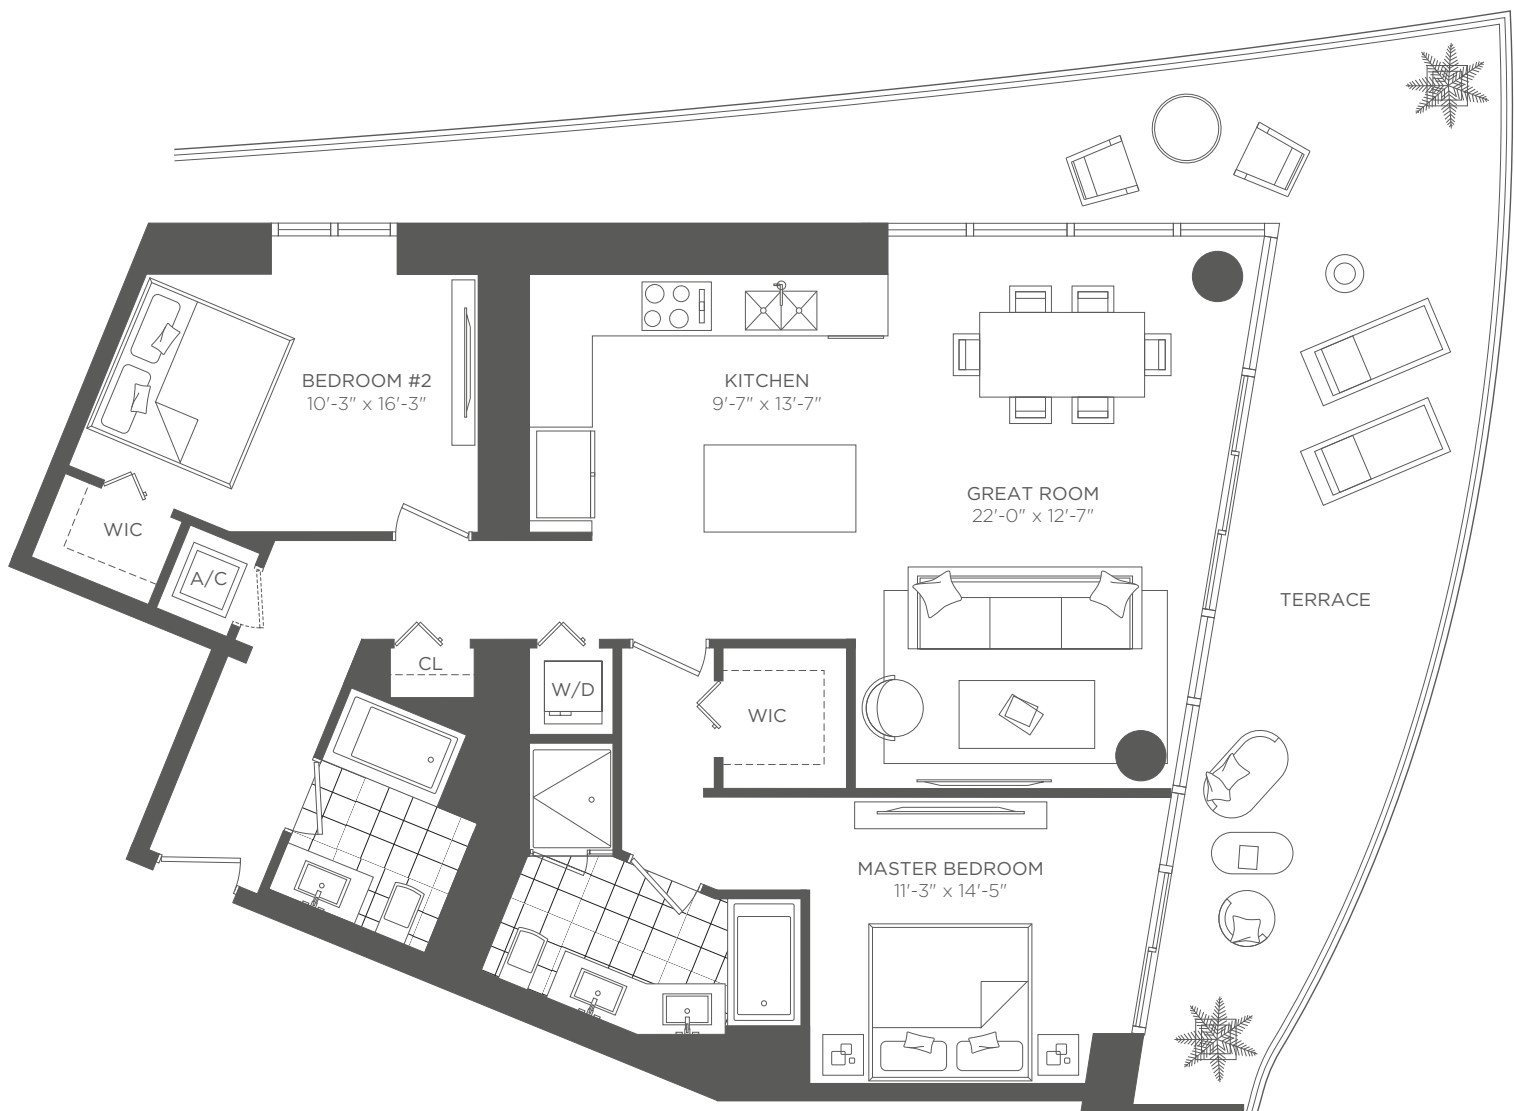 BEDROOM #2
10'-3" x 16'-3"
KITCHEN
9'-7" x 13'-7"
GREAT ROOM
22'-0" x 12'-7"
WIC
A/C
TERRACE
CL
W/D
WIC
MASTER BEDROOM
11'-3" x 14'-5"